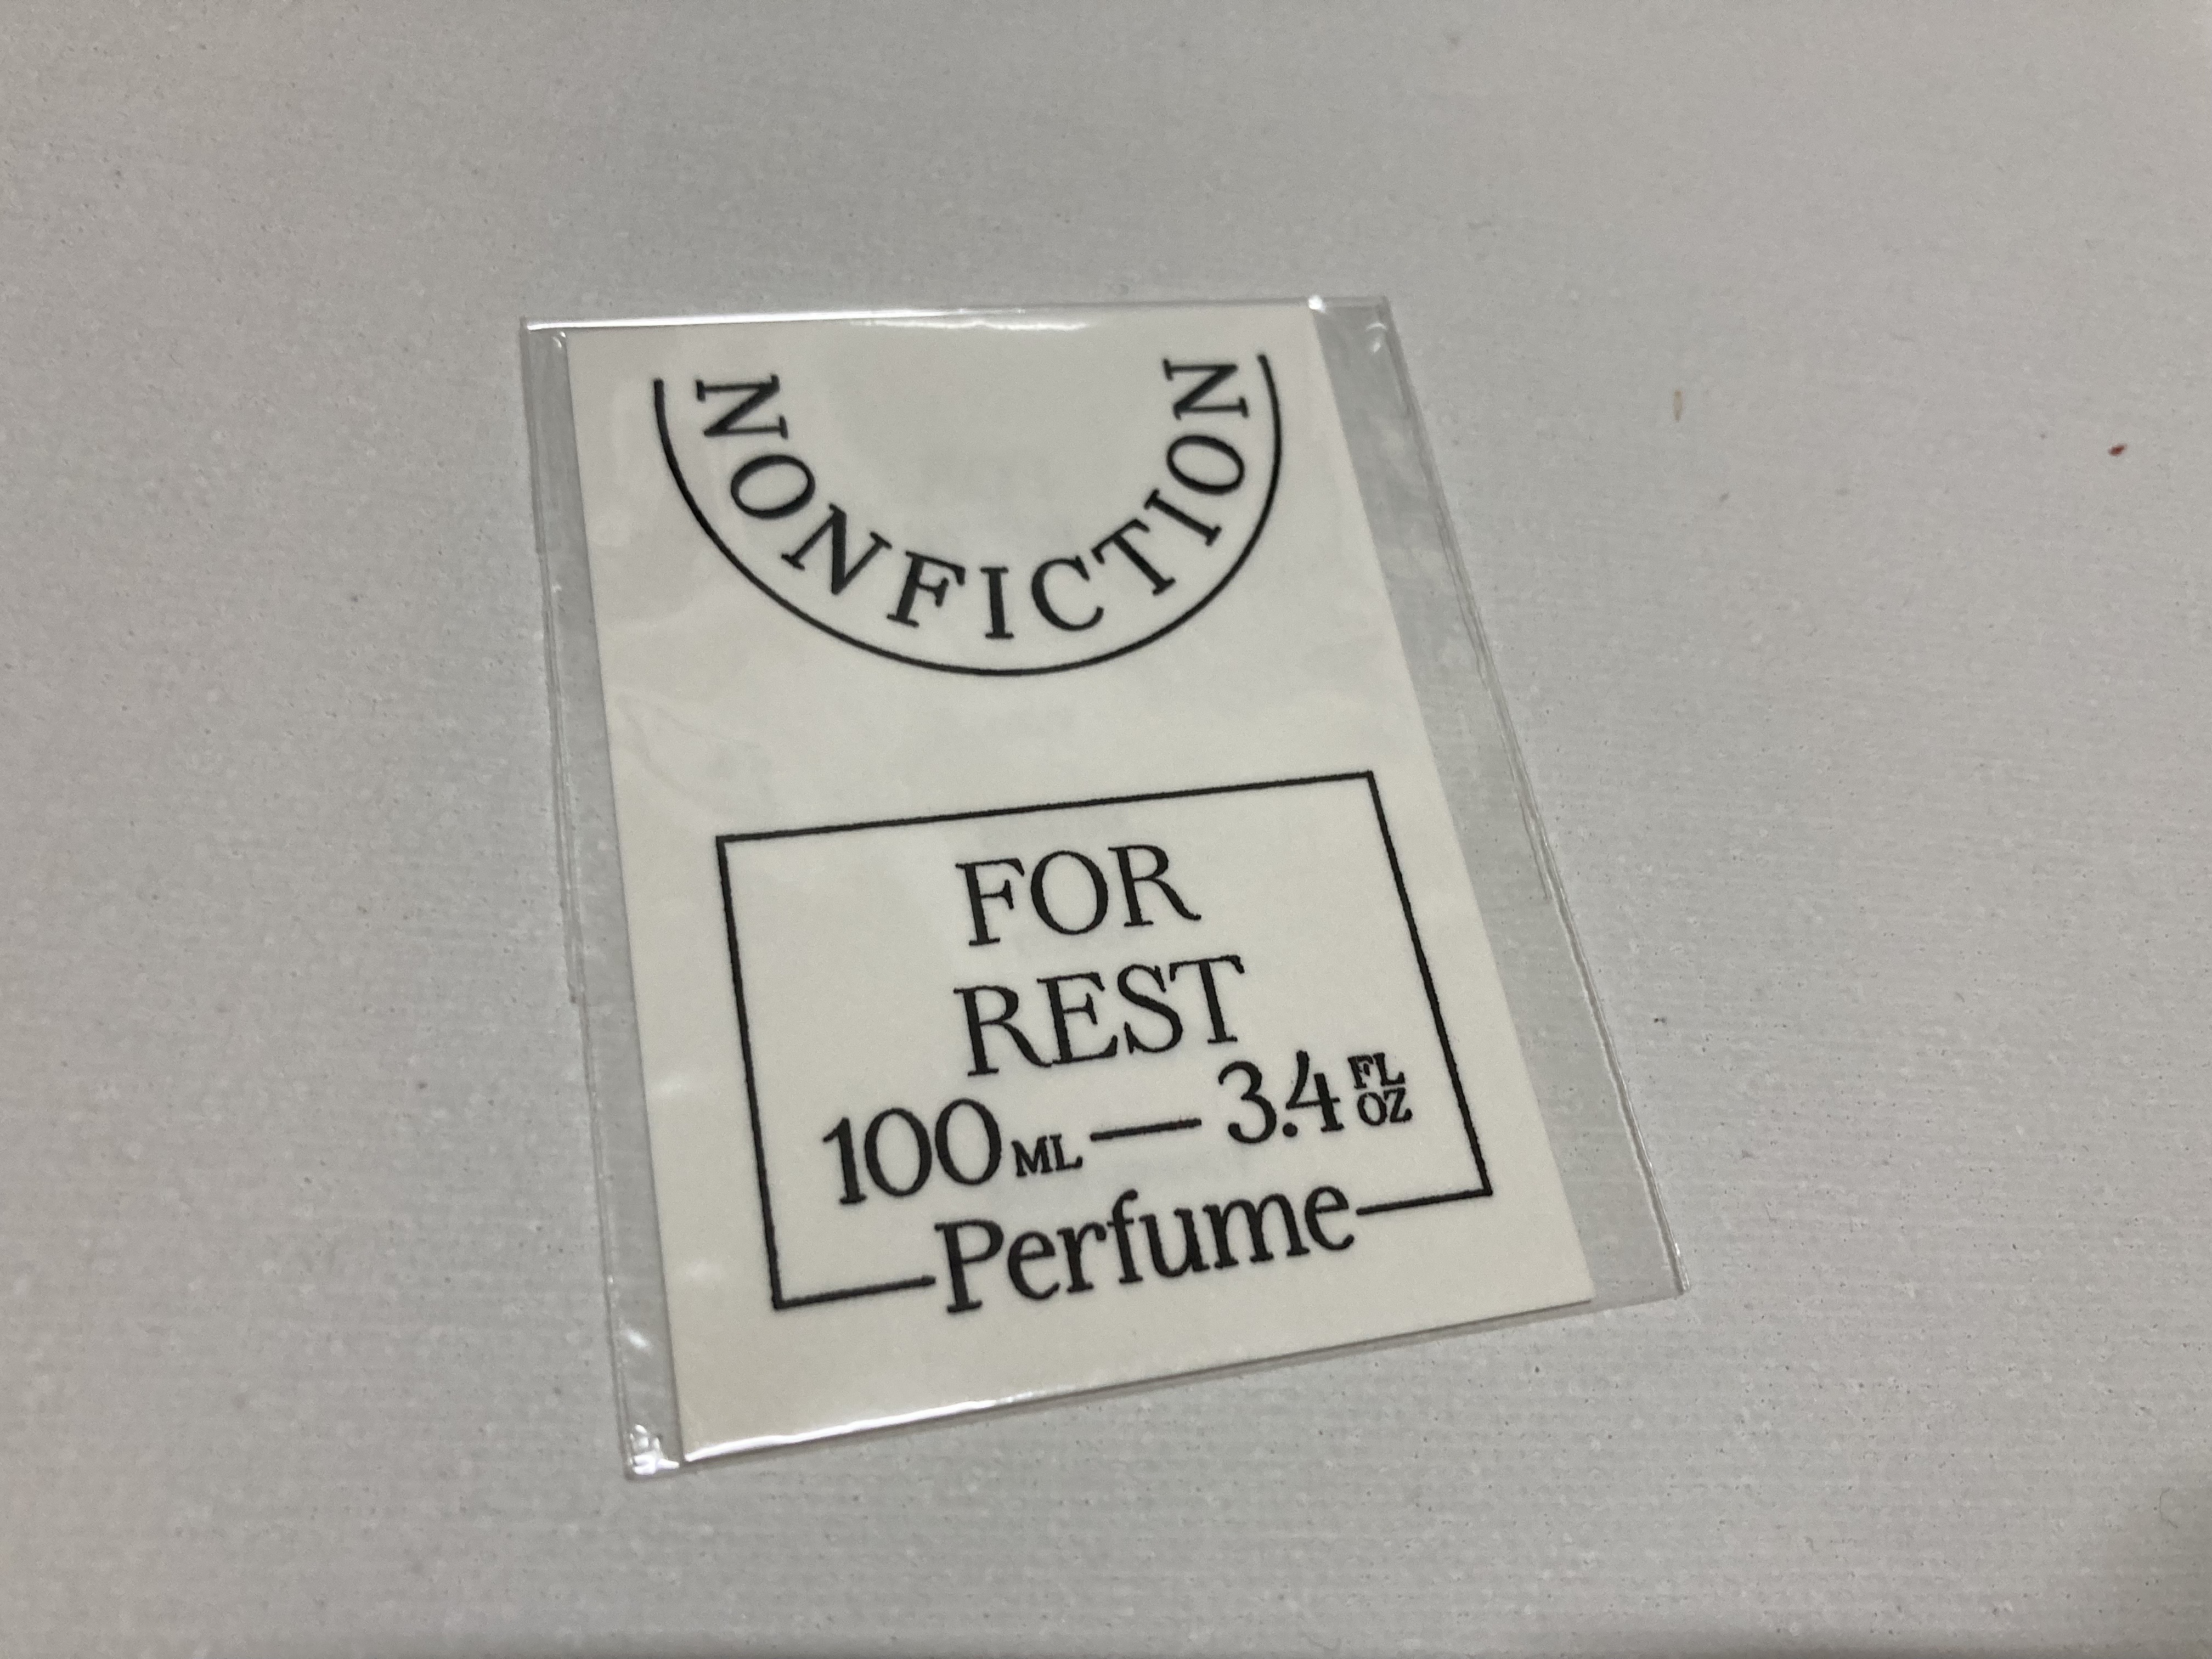 NONFICTION
FOR
REST
100ML — 3.4 FL OZ
Perfume